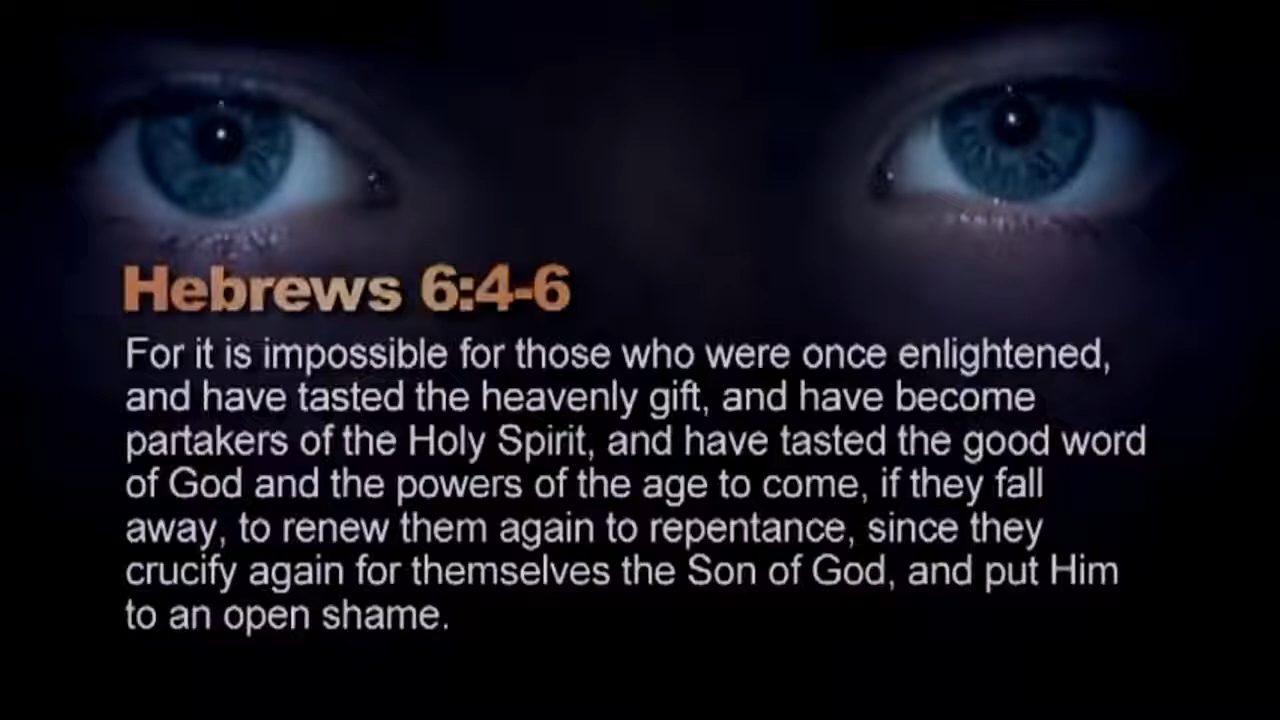 Hebrews 6:4-6
For it is impossible for those who were once enlightened,
and have tasted the heavenly gift, and have become
partakers of the Holy Spirit, and have tasted the good word
of God and the powers of the age to come, if they fall
away, to renew them again to repentance, since they
crucify again for themselves the Son of God, and put Him
to an open shame.